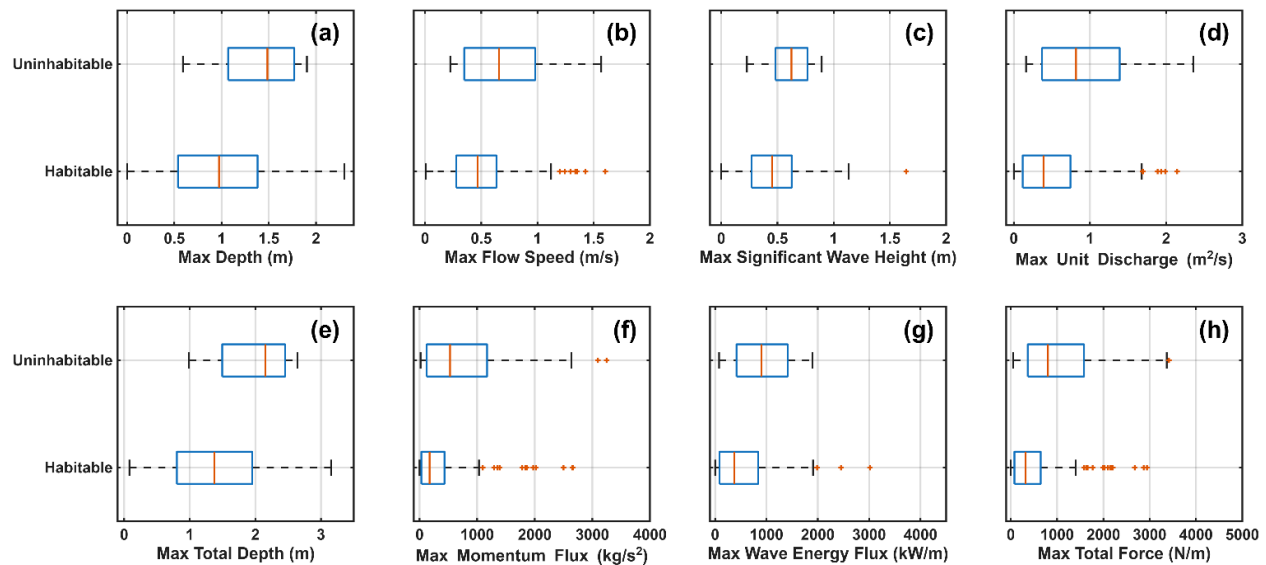 (a) (b) (c) (d)
Uninhabitable
Habitable
0 0.5 1 1.5 2 0 0.5 1 1.5 2 0 0.5 1 1.5 2 0 1 2 3
Max Depth (m) Max Flow Speed (m/s) Max Significant Wave Height (m) Max Unit Discharge (m²/s)
(e) (f) (g) (h)
Uninhabitable
Habitable
0 1 2 3 0 1000 2000 3000 4000 0 1000 2000 3000 4000 0 1000 2000 3000 4000 5000
Max Total Depth (m) Max Momentum Flux (kg/s²) Max Wave Energy Flux (kW/m) Max Total Force (N/m)